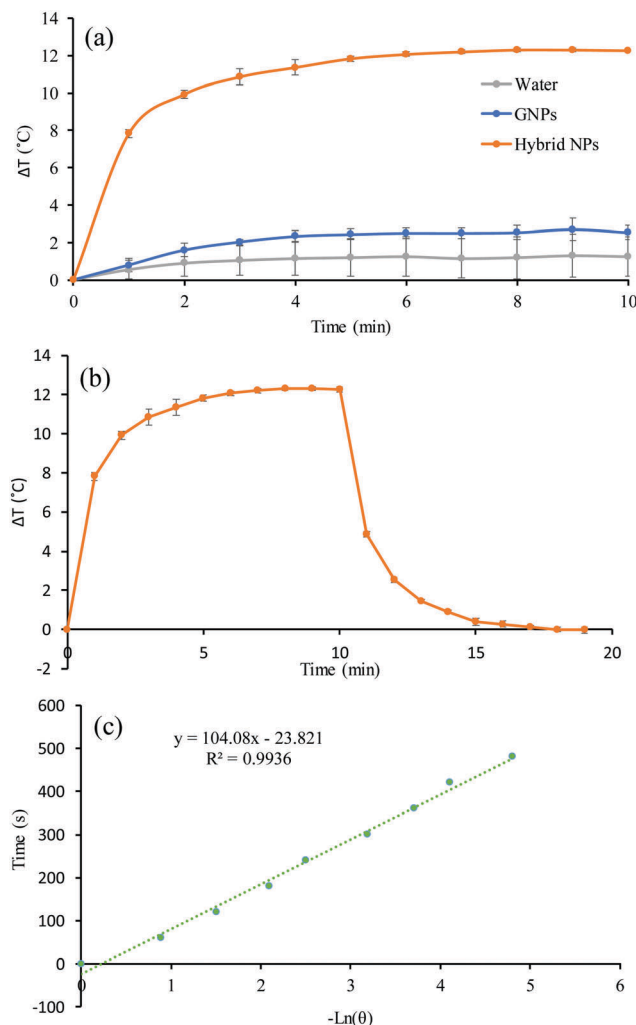 (a)
14
12
10
8
6
4
2
0
ΔT (˚C)
Water
GNPs
Hybrid NPs
0 2 4 6 8 10
Time (min)
(b)
14
12
10
8
6
4
2
0
-2
ΔT (˚C)
0 5 10 15 20
Time (min)
(c)
y = 104.08x - 23.821
R² = 0.9936
600
500
400
300
200
100
0
-100
Time (s)
0 1 2 3 4 5 6
-Ln(θ)